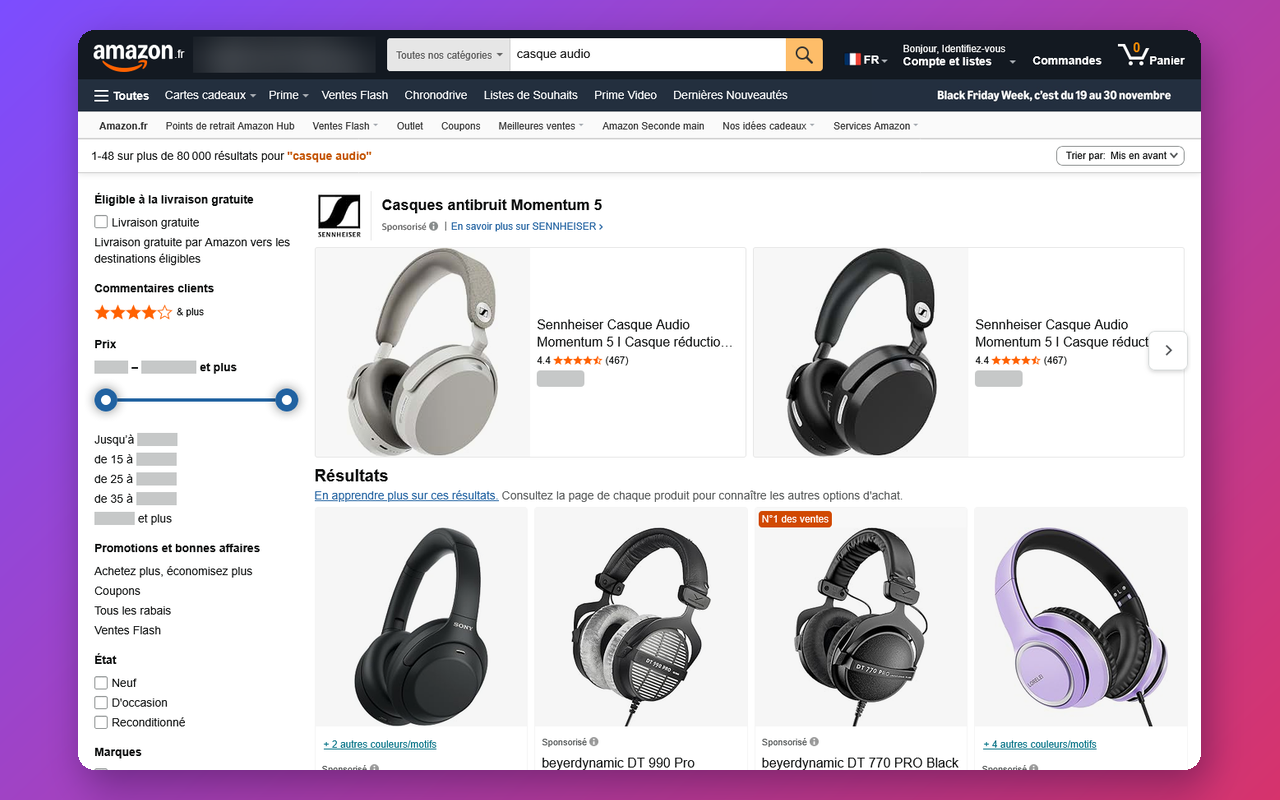 amazon.fr
Toutes nos catégories
casque audio
FR
Bonjour, Identifiez-vous
Compte et listes
Commandes
0
Panier
Toutes
Cartes cadeaux
Prime
Ventes Flash
Chronodrive
Listes de Souhaits
Prime Video
Dernières Nouveautés
Black Friday Week, c'est du 19 au 30 novembre
Amazon.fr
Points de retrait Amazon Hub
Ventes Flash
Outlet
Coupons
Meilleures ventes
Amazon Seconde main
Nos idées cadeaux
Services Amazon
1-48 sur plus de 80 000 résultats pour "casque audio"
Trier par: Mis en avant
Éligible à la livraison gratuite
Livraison gratuite
Livraison gratuite par Amazon vers les
destinations éligibles
Commentaires clients
& plus
Prix
– et plus
Jusqu'à
de 15 à
de 25 à
de 35 à
et plus
Promotions et bonnes affaires
Achetez plus, économisez plus
Coupons
Tous les rabais
Ventes Flash
État
Neuf
D'occasion
Reconditionné
Marques
SENNHEISER
Casques antibruit Momentum 5
Sponsorisé | En savoir plus sur SENNHEISER ›
Sennheiser Casque Audio
Momentum 5 I Casque réductio…
4.4 (467)
Sennheiser Casque Audio
Momentum 5 I Casque réduct
4.4 (467)
Résultats
En apprendre plus sur ces résultats. Consultez la page de chaque produit pour connaître les autres options d'achat.
SONY
+ 2 autres couleurs/motifs
Sponsorisé
DT 990 PRO
Sponsorisé
beyerdynamic DT 990 Pro
N°1 des ventes
DT 770 PRO
Sponsorisé
beyerdynamic DT 770 PRO Black
LORELEI
+ 4 autres couleurs/motifs
Sponsorisé